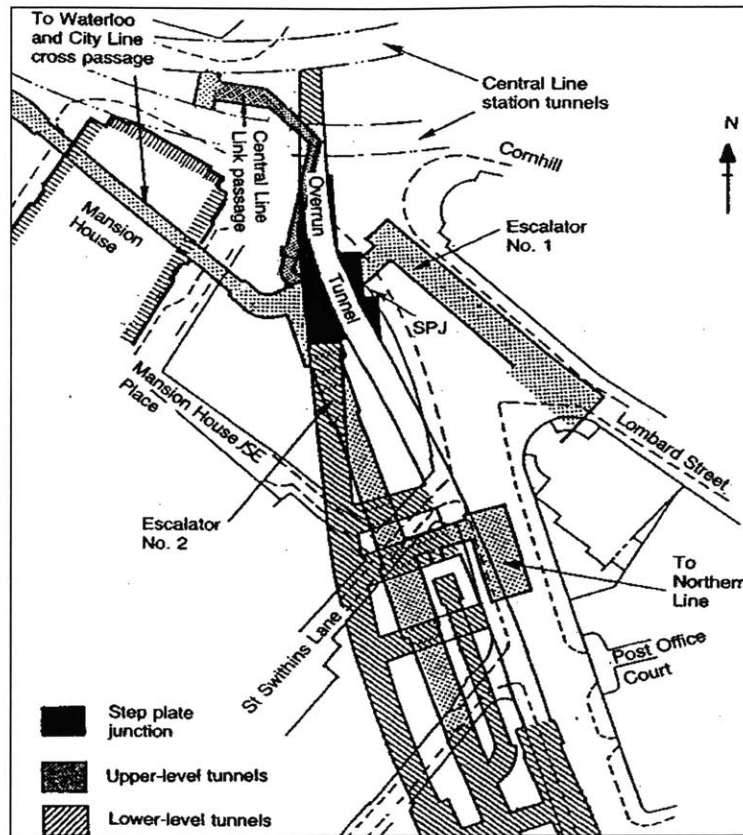 To Waterloo
and City Line
cross passage
Central Line
station tunnels
N
Cornhill
Central Line
Link passage
Overrun
Tunnel
Mansion
House
Escalator
No. 1
SPJ
Mansion House
Place
Lombard Street
Escalator
No. 2
To
Northern
Line
St Swithins Lane
Post Office
Court
Step plate
junction
Upper-level tunnels
Lower-level tunnels